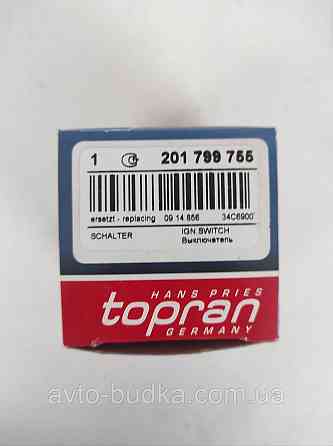 1 201 799 755
ersetzt - replacing 09 14 856 34C6900
SCHALTER IGN.SWITCH
Выключатель
HANS PRIES
topran
GERMANY
avto-budka.com.ua